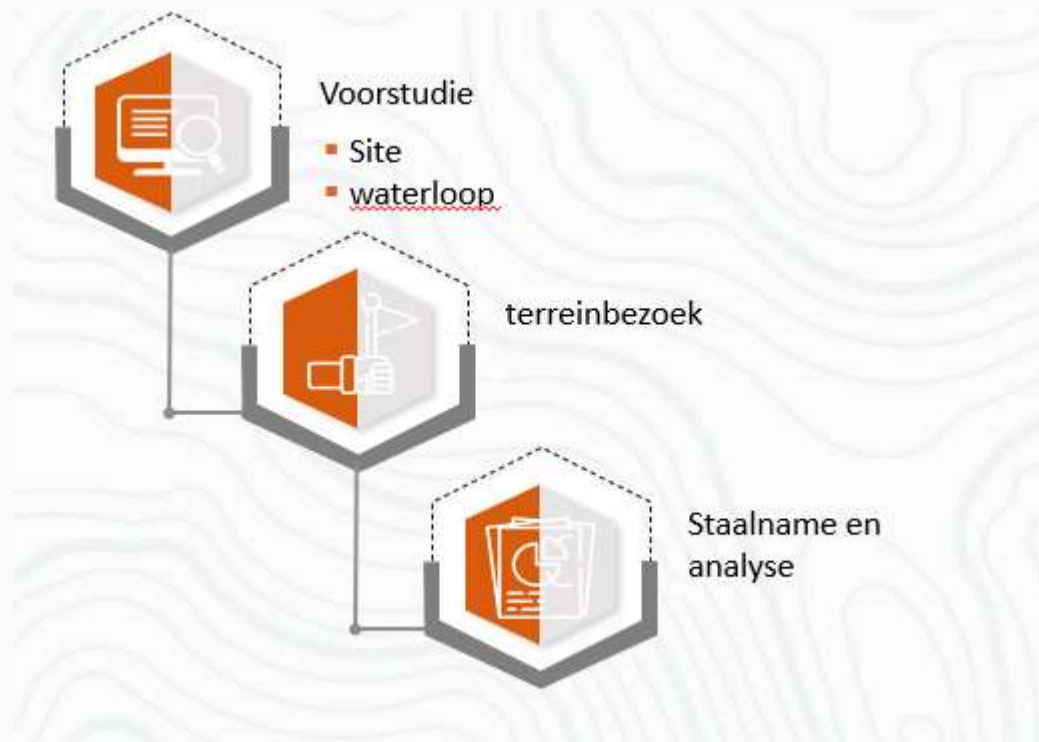 Voorstudie
Site
waterloop
terreinbezoek
Staalname en
analyse